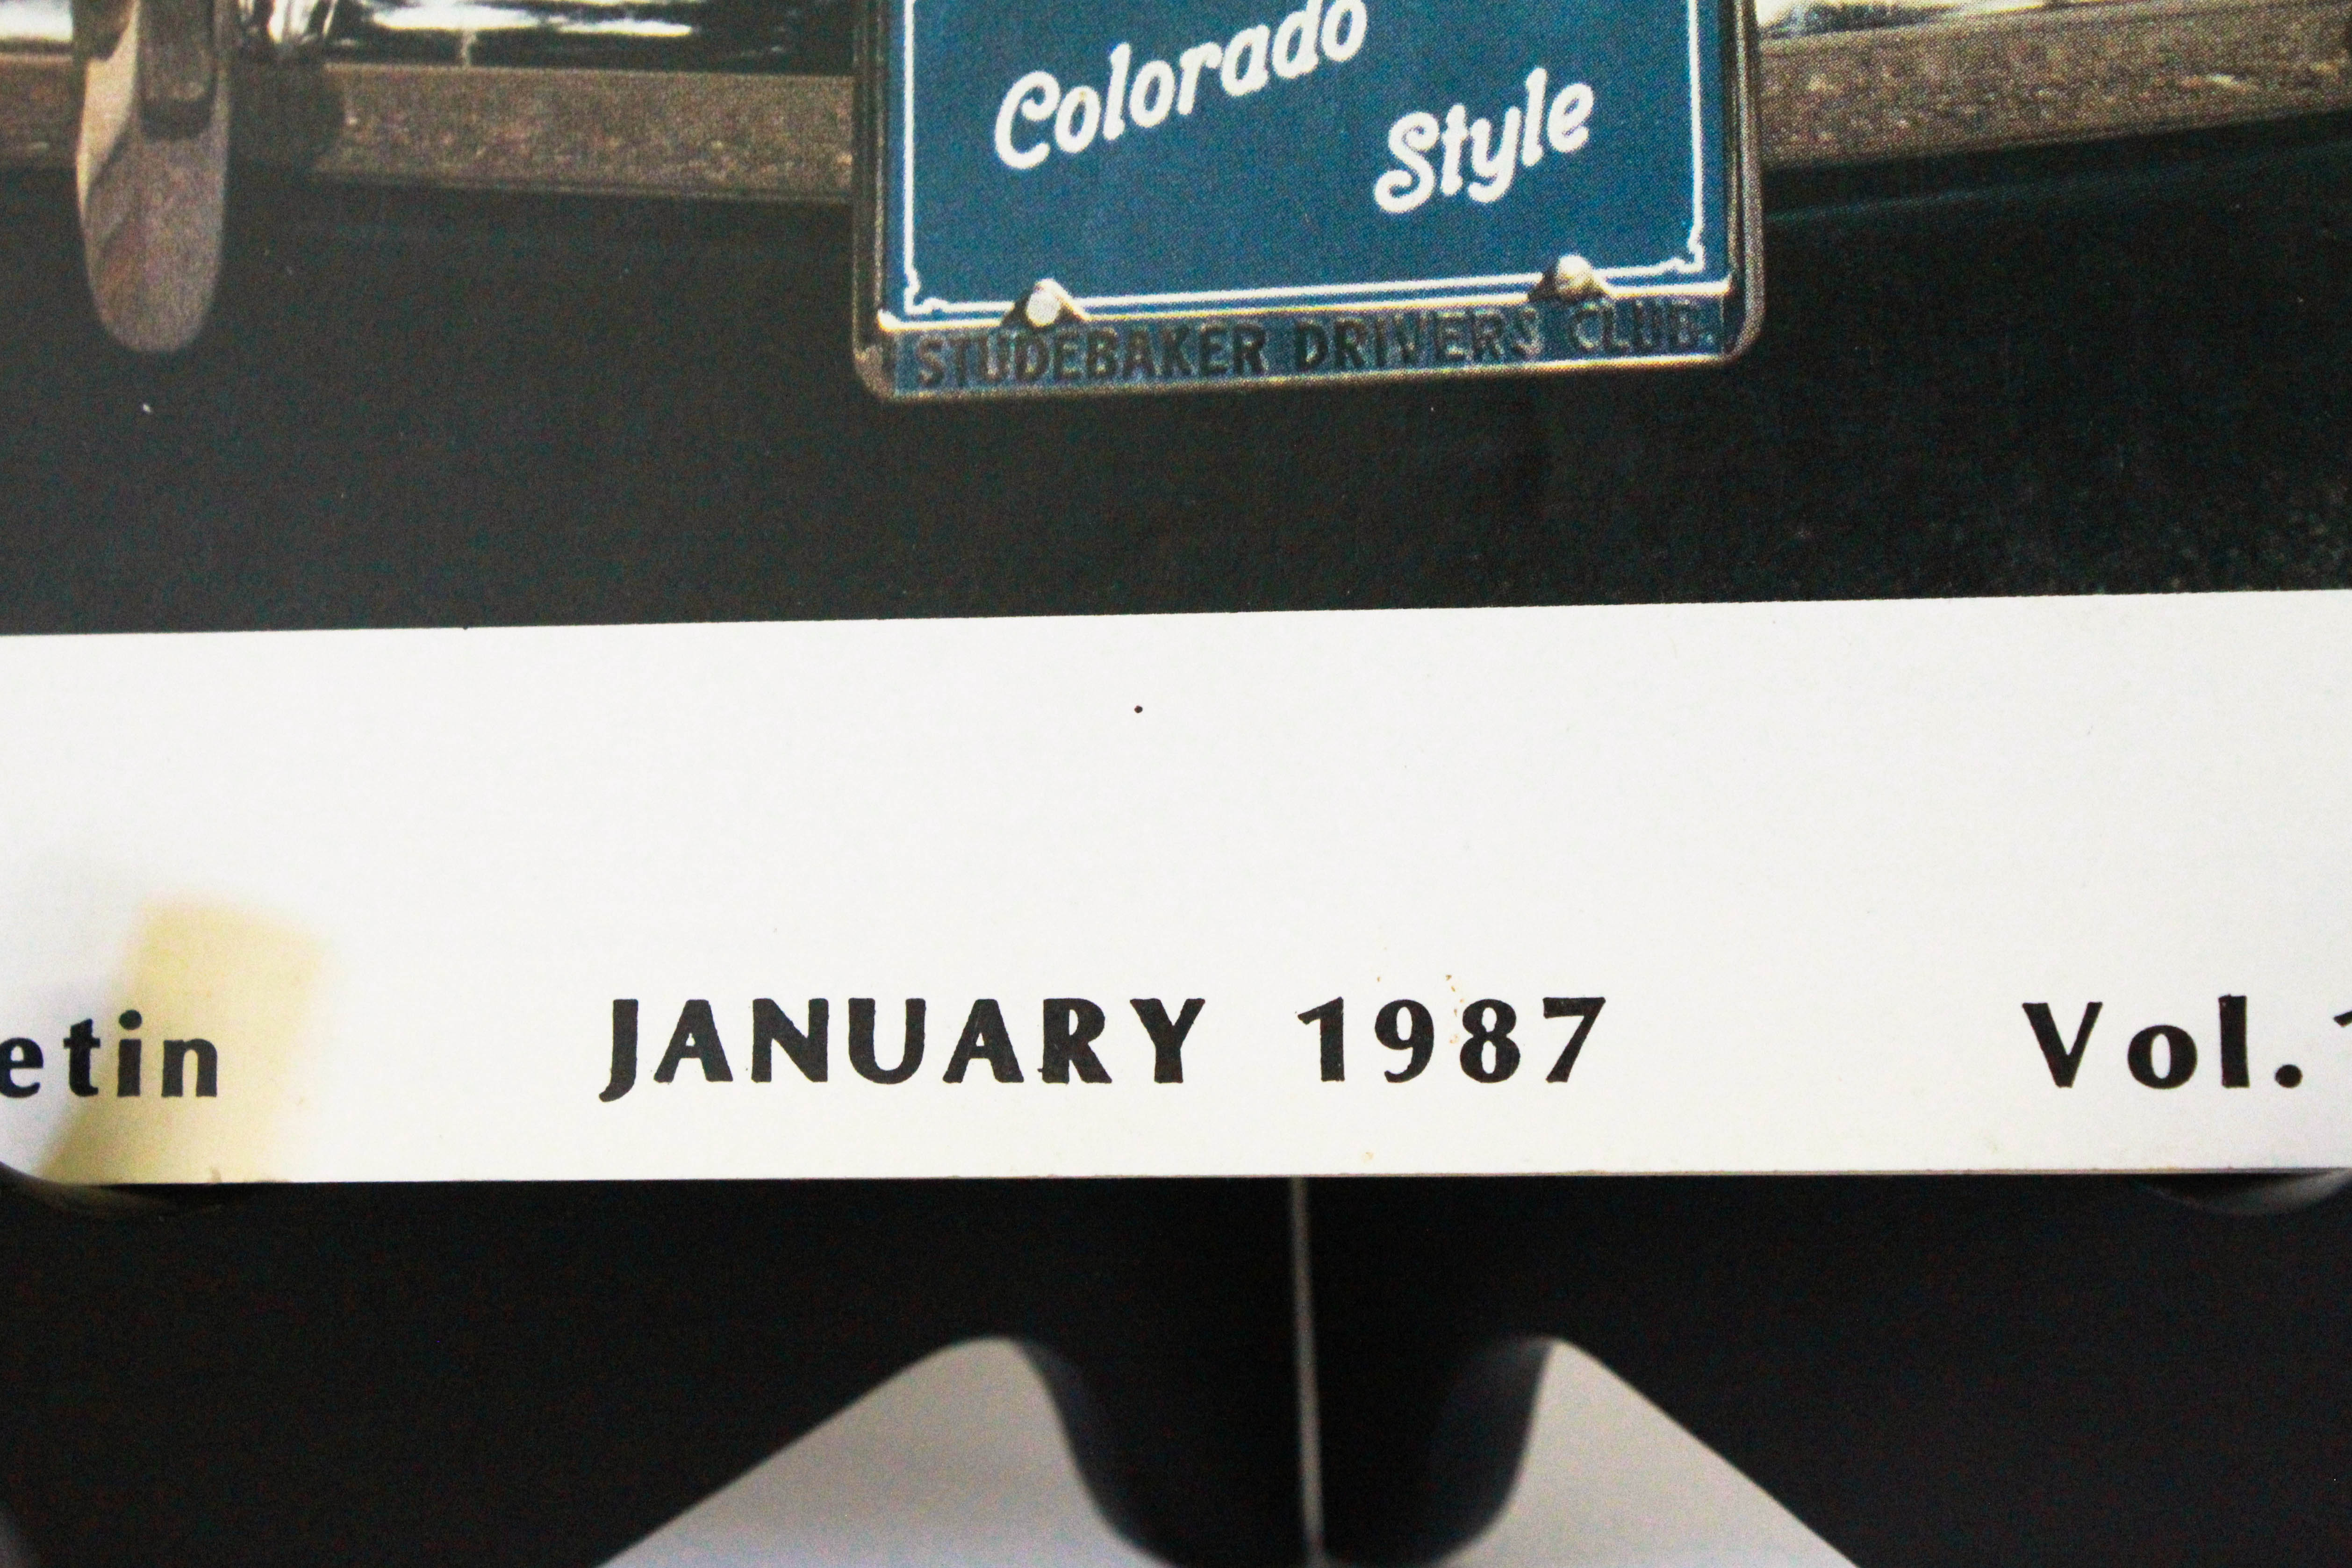 Colorado
Style
STUDEBAKER DRIVERS CLUB
etin JANUARY 1987 Vol.